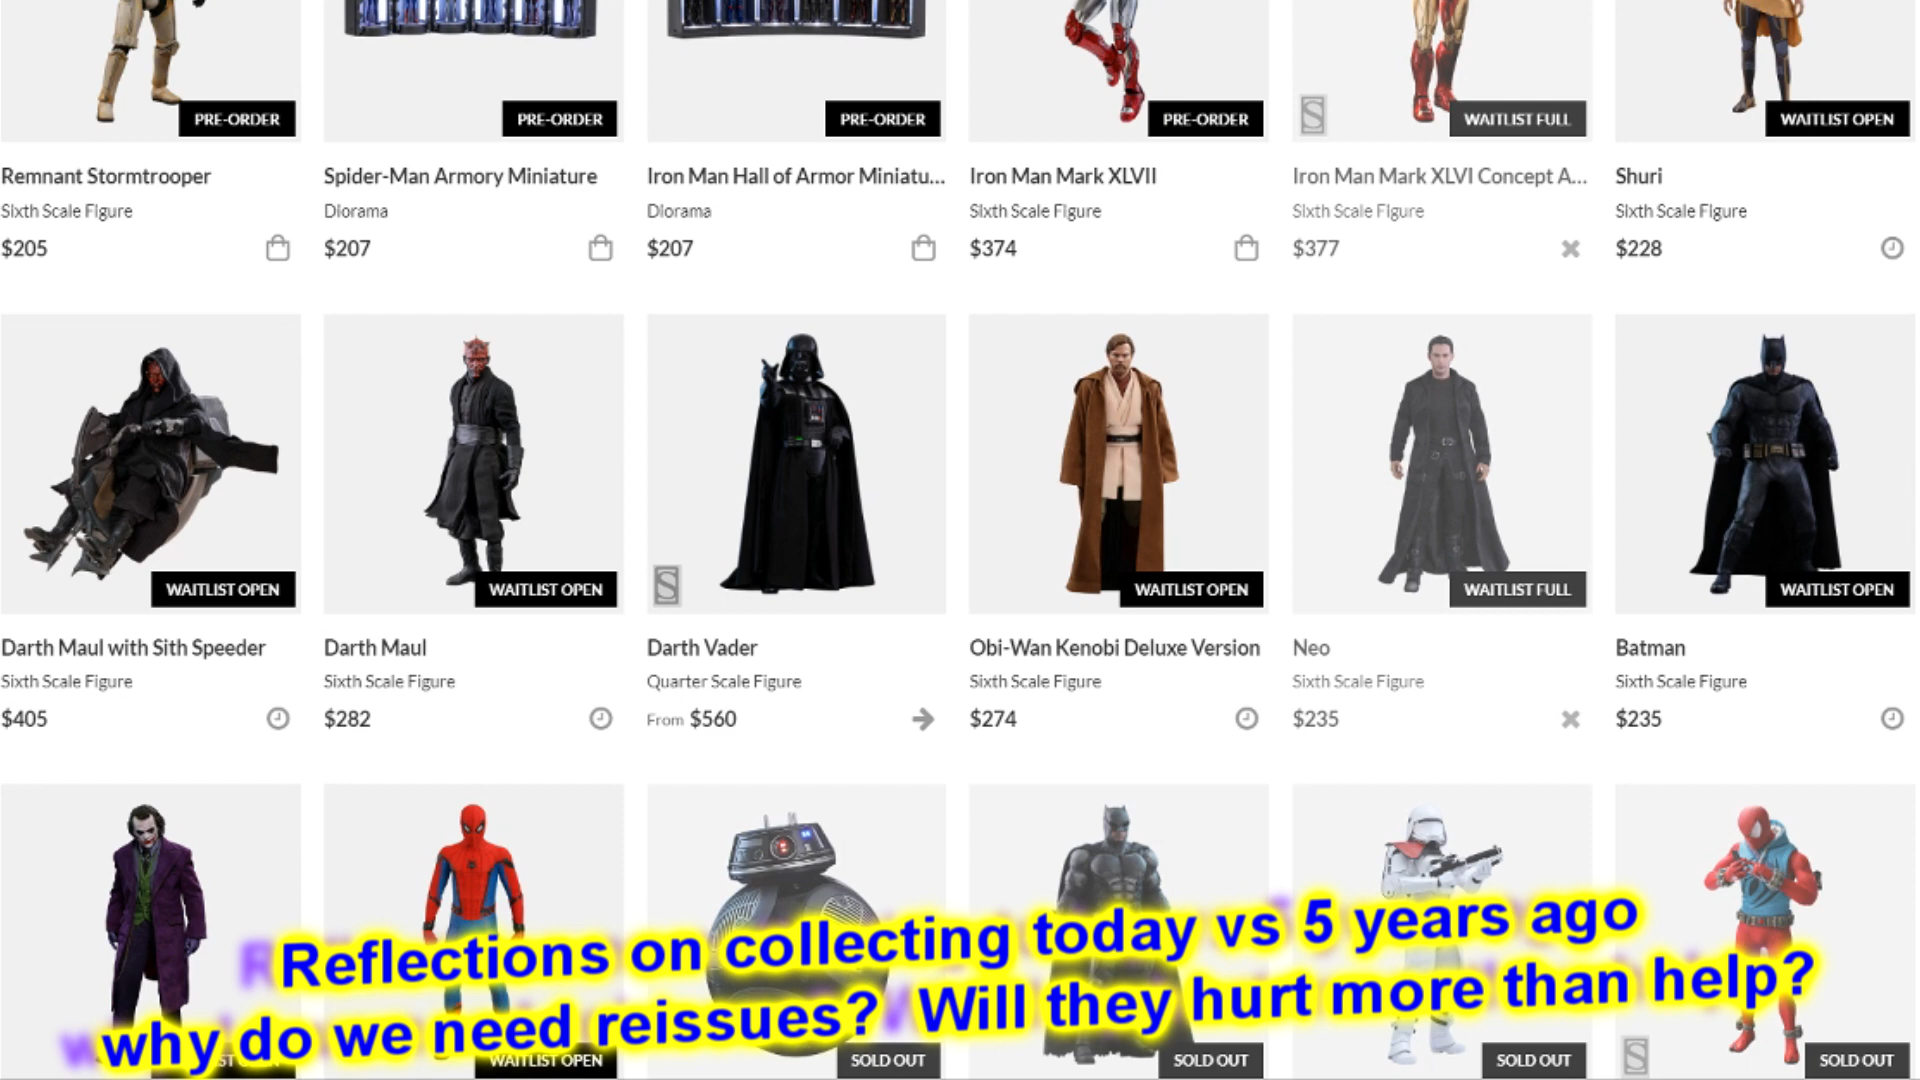 PRE-ORDER
PRE-ORDER
PRE-ORDER
PRE-ORDER
WAITLIST FULL
WAITLIST OPEN
Remnant Stormtrooper
Sixth Scale Figure
$205
Spider-Man Armory Miniature
Diorama
$207
Iron Man Hall of Armor Miniatu...
Diorama
$207
Iron Man Mark XLVII
Sixth Scale Figure
$374
Iron Man Mark XLVI Concept A...
Sixth Scale Figure
$377
Shuri
Sixth Scale Figure
$228
WAITLIST OPEN
WAITLIST OPEN
WAITLIST OPEN
WAITLIST FULL
WAITLIST OPEN
Darth Maul with Sith Speeder
Sixth Scale Figure
$405
Darth Maul
Sixth Scale Figure
$282
Darth Vader
Quarter Scale Figure
From $560
Obi-Wan Kenobi Deluxe Version
Sixth Scale Figure
$274
Neo
Sixth Scale Figure
$235
Batman
Sixth Scale Figure
$235
Reflections on collecting today vs 5 years ago
why do we need reissues? Will they hurt more than help?
WAITLIST OPEN
SOLD OUT
SOLD OUT
SOLD OUT
SOLD OUT